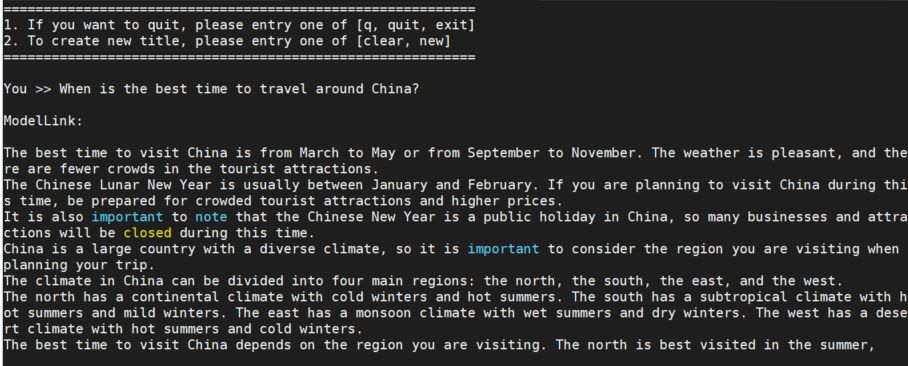 ============================================================
1. If you want to quit, please entry one of [q, quit, exit]
2. To create new title, please entry one of [clear, new]
============================================================
You >> When is the best time to travel around China?
ModelLink:
The best time to visit China is from March to May or from September to November. The weather is pleasant, and the
re are fewer crowds in the tourist attractions.
The Chinese Lunar New Year is usually between January and February. If you are planning to visit China during thi
s time, be prepared for crowded tourist attractions and higher prices.
It is also important to note that the Chinese New Year is a public holiday in China, so many businesses and attra
ctions will be closed during this time.
China is a large country with a diverse climate, so it is important to consider the region you are visiting when
planning your trip.
The climate in China can be divided into four main regions: the north, the south, the east, and the west.
The north has a continental climate with cold winters and hot summers. The south has a subtropical climate with h
ot summers and mild winters. The east has a monsoon climate with wet summers and dry winters. The west has a dese
rt climate with hot summers and cold winters.
The best time to visit China depends on the region you are visiting. The north is best visited in the summer,